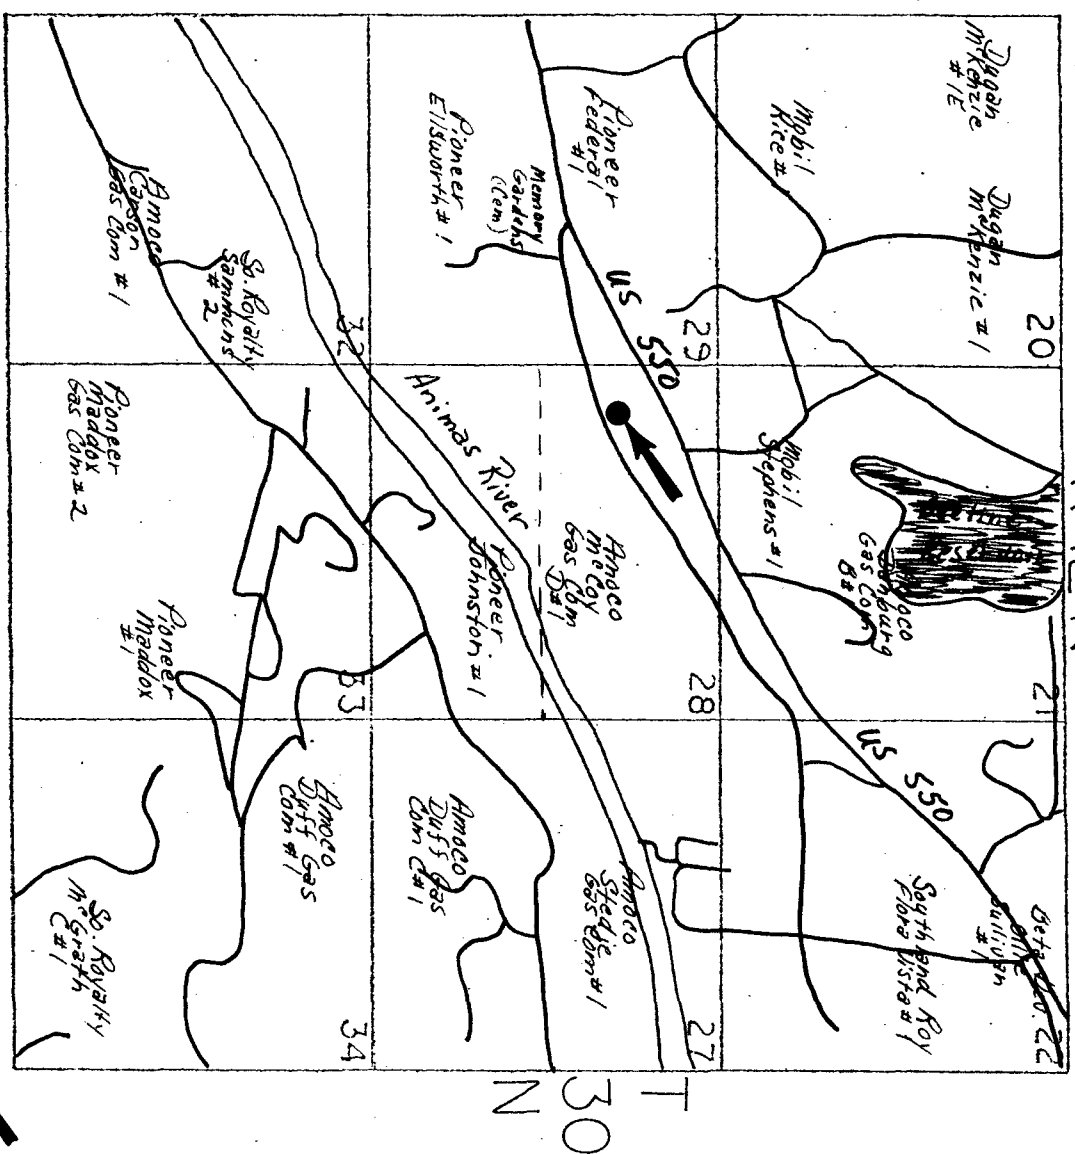 Dugan
McKenzie
#1E
Dugan
McKenzie #1
20
21
22
Mobil
Rice #
Mobil
Stephens #1
Amoco
Gas Com
B#
Beta Dev.
Sullivan
#1
Southland Roy
Flora Vista #1
Pioneer
Federal
#1
US 550
US 550
29
28
27
Memory
Gardens
(Cem)
Pioneer
Ellsworth #1
Amoco
McCoy
Gas Com
D#1
Amoco
Stedje
Gas Com #1
Animas River
Pioneer
Johnston #1
Amoco
Duff Gas
Com C#1
32
33
34
So. Royalty
Sammons
#2
Amoco
Carson
Gas Com #1
Pioneer
Maddox
Gas Com #2
Pioneer
Maddox
#1
Amoco
Duff Gas
Com #1
So. Royalty
McGrath
C#1
T
30
N